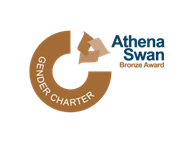 Athena
Swan
Bronze Award
GENDER CHARTER